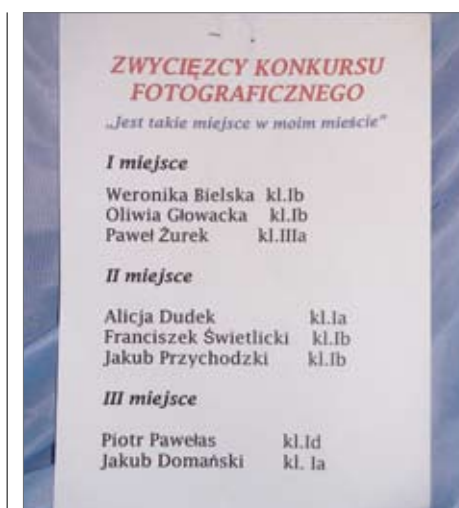 ZWYCIĘZCY KONKURSU
FOTOGRAFICZNEGO
„Jest takie miejsce w moim mieście"
I miejsce
Weronika Bielska kl.Ib
Oliwia Głowacka kl.Ib
Paweł Żurek kl.IIIa
II miejsce
Alicja Dudek kl.Ia
Franciszek Świetlicki kl.Ib
Jakub Przychodzki kl.Ib
III miejsce
Piotr Pawełas kl.Id
Jakub Domański kl. Ia